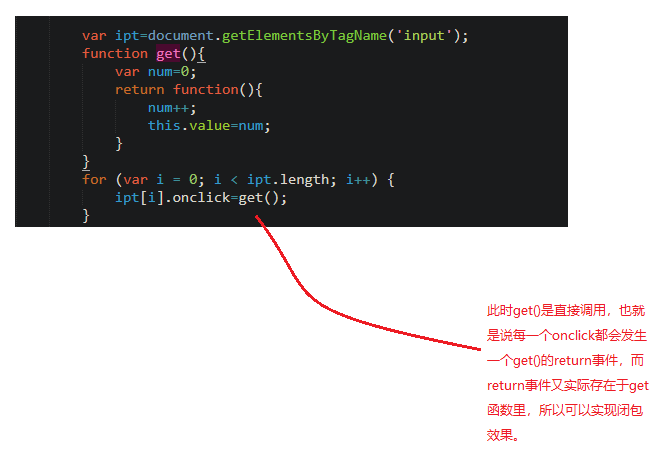 var ipt=document.getElementsByTagName('input');
function get(){
var num=0;
return function(){
num++;
this.value=num;
}
}
for (var i = 0; i < ipt.length; i++) {
ipt[i].onclick=get();
}
此时get()是直接调用，也就
是说每一个onclick都会发生
一个get()的return事件，而
return事件又实际存在于get
函数里，所以可以实现闭包
效果。